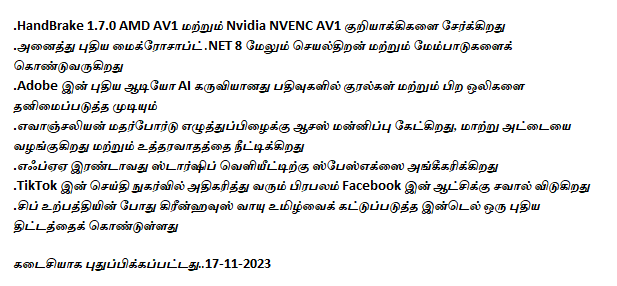 .HandBrake 1.7.0 AMD AV1 மற்றும் Nvidia NVENC AV1 குறியாக்கிகளை சேர்க்கிறது
.அனைத்து புதிய மைக்ரோசாப்ட் .NET 8 மேலும் செயல்திறன் மற்றும் மேம்பாடுகளைக்
கொண்டுவருகிறது
.Adobe இன் புதிய ஆடியோ AI கருவியானது பதிவுகளில் குரல்கள் மற்றும் பிற ஒலிகளை
தனிமைப்படுத்த முடியும்
.எவாஞ்சலியன் மதர்போர்டு எழுத்துப்பிழைக்கு ஆசஸ் மன்னிப்பு கேட்கிறது, மாற்று அட்டையை
வழங்குகிறது மற்றும் உத்தரவாதத்தை நீட்டிக்கிறது
.எஃப்ஏஏ இரண்டாவது ஸ்டார்ஷிப் வெளியீட்டிற்கு ஸ்பேஸ்எக்ஸை அங்கீகரிக்கிறது
.TikTok இன் செய்தி நுகர்வில் அதிகரித்து வரும் பிரபலம் Facebook இன் ஆட்சிக்கு சவால் விடுகிறது
.சிப் உற்பத்தியின் போது கிரீன்ஹவுஸ் வாயு உமிழ்வைக் கட்டுப்படுத்த இன்டெல் ஒரு புதிய
திட்டத்தைக் கொண்டுள்ளது
கடைசியாக புதுப்பிக்கப்பட்டது..17-11-2023